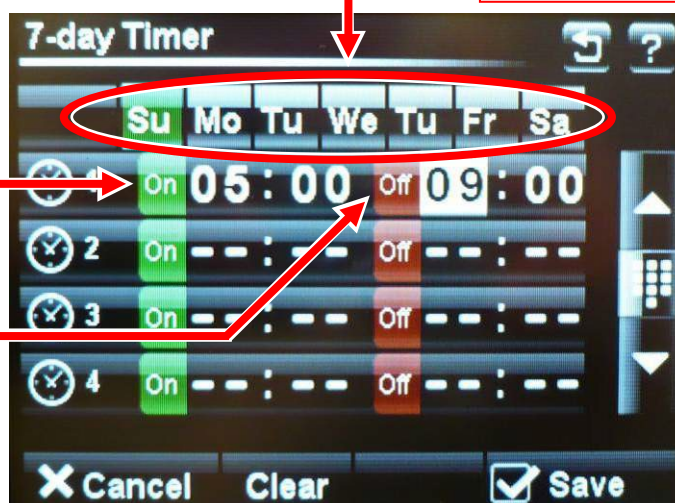 7-day Timer ?
Su Mo Tu We Tu Fr Sa
On 05:00 Off 09:00
2 On --:-- Off --:--
3 On --:-- Off --:--
4 On --:-- Off --:--
Cancel Clear Save